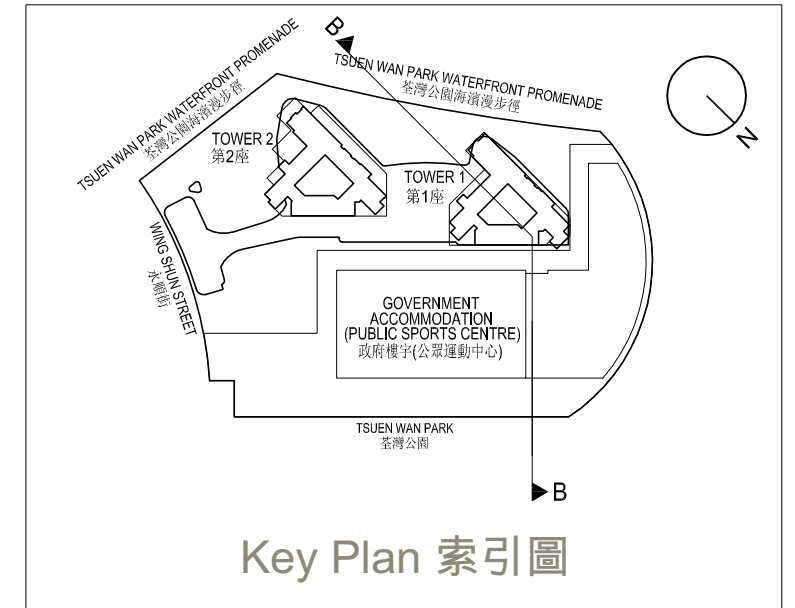 B
TSUEN WAN PARK WATERFRONT PROMENADE
荃灣公園海濱漫步徑
TSUEN WAN PARK WATERFRONT PROMENADE
荃灣公園海濱漫步徑
N
TOWER 2
第2座
TOWER 1
第1座
WING SHUN STREET
永順街
GOVERNMENT
ACCOMMODATION
(PUBLIC SPORTS CENTRE)
政府樓宇(公眾運動中心)
TSUEN WAN PARK
荃灣公園
B
Key Plan 索引圖